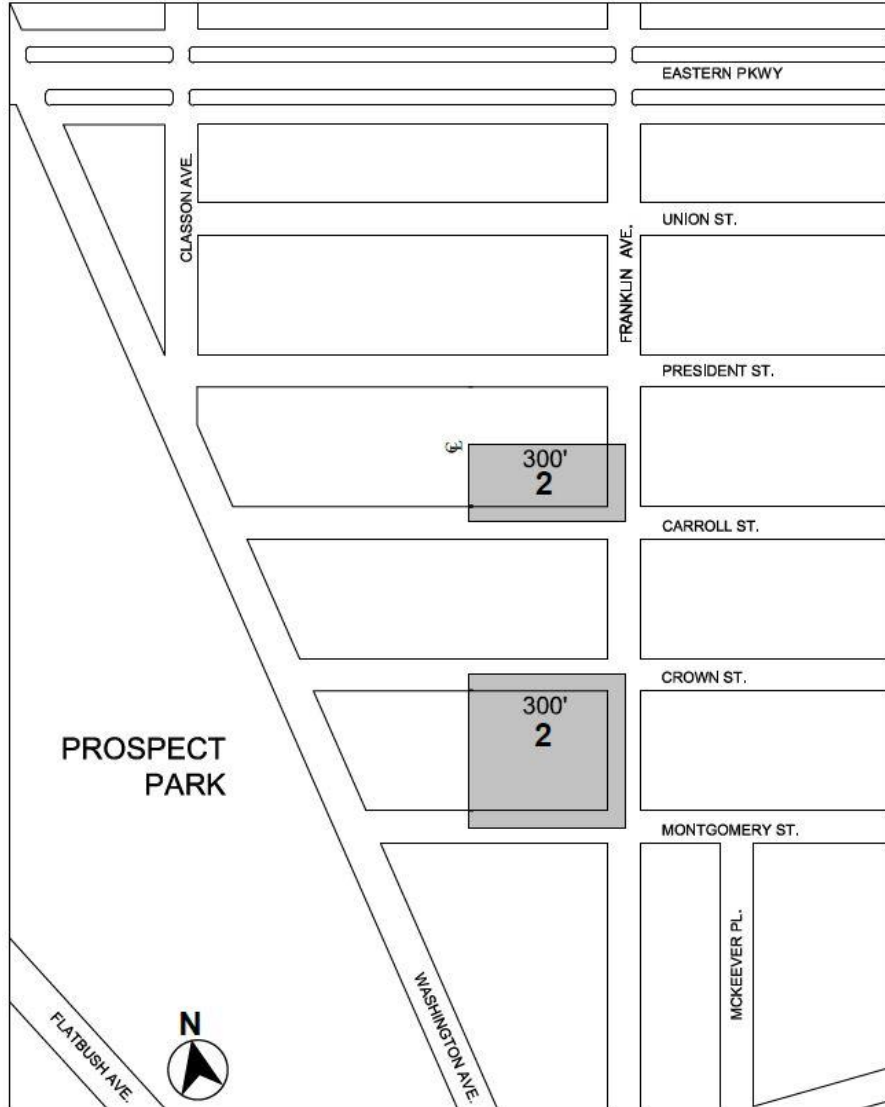 EASTERN PKWY
CLASSON AVE.
UNION ST.
FRANKLIN AVE.
PRESIDENT ST.
℄
300'
2
CARROLL ST.
CROWN ST.
300'
2
PROSPECT
PARK
MONTGOMERY ST.
MCKEEVER PL.
WASHINGTON AVE.
N
FLATBUSH AVE.